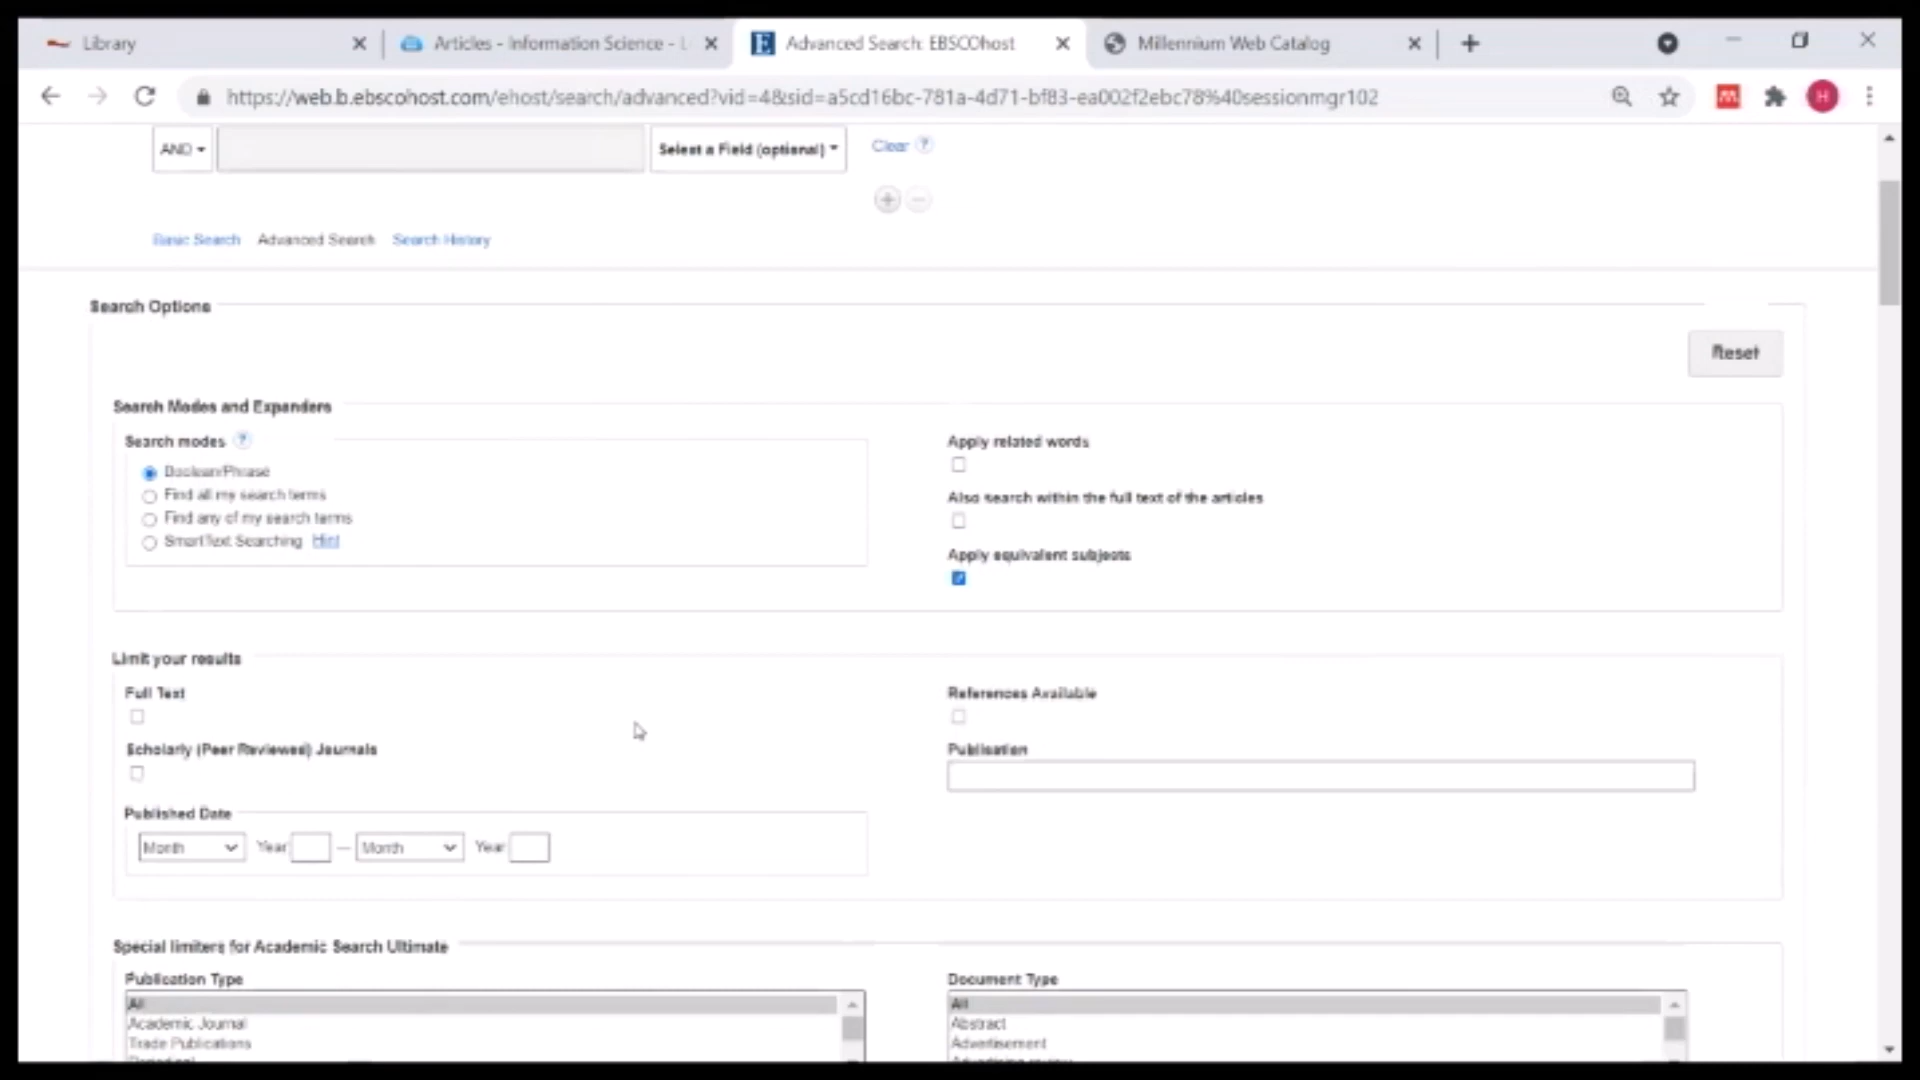 Library
Articles - Information Science - L
Advanced Search: EBSCOhost
Millennium Web Catalog
https://web.b.ebscohost.com/ehost/search/advanced?vid=4&sid=a5cd16bc-781a-4d71-bf83-ea002f2ebc78%40sessionmgr102
H
AND
Select a Field (optional)
Clear ?
Basic Search Advanced Search Search History
Search Options
Reset
Search Modes and Expanders
Search modes ?
Boolean/Phrase
Find all my search terms
Find any of my search terms
SmartText Searching Hint
Apply related words
Also search within the full text of the articles
Apply equivalent subjects
Limit your results
Full Text
References Available
Scholarly (Peer Reviewed) Journals
Publication
Published Date
Month Year — Month Year
Special limiters for Academic Search Ultimate
Publication Type
All
Academic Journal
Trade Publications
Periodical
Document Type
All
Abstract
Advertisement
Advertising review